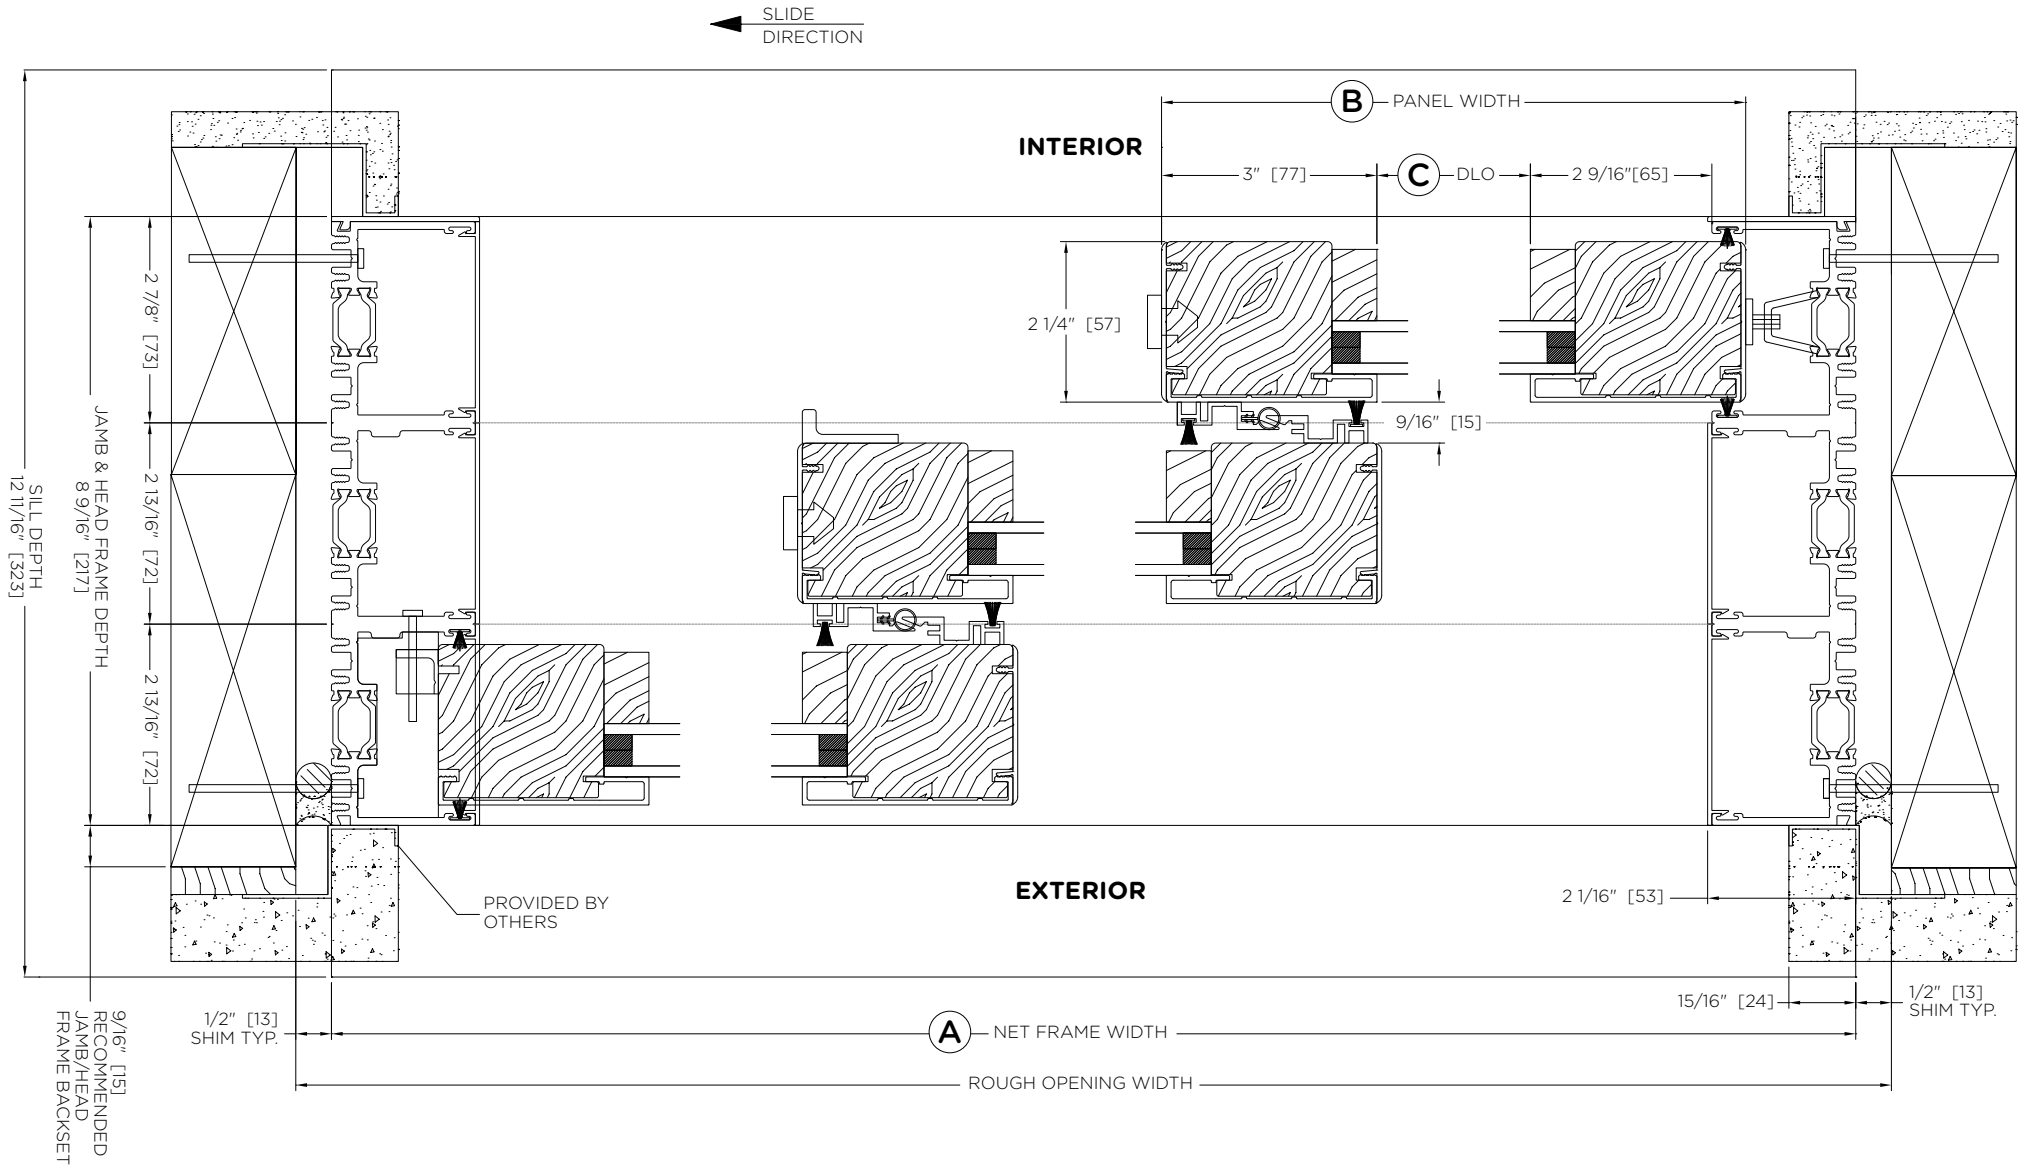 SLIDE
DIRECTION
B
PANEL WIDTH
INTERIOR
3" [77]
C
DLO
2 9/16"[65]
2 1/4" [57]
9/16" [15]
2 7/8" [73]
2 13/16" [72]
2 13/16" [72]
JAMB & HEAD FRAME DEPTH
8 9/16" [217]
SILL DEPTH
12 11/16" [323]
PROVIDED BY
OTHERS
EXTERIOR
2 1/16" [53]
15/16" [24]
1/2" [13]
SHIM TYP.
1/2" [13]
SHIM TYP.
A
NET FRAME WIDTH
ROUGH OPENING WIDTH
9/16" [15]
RECOMMENDED
JAMB/HEAD
FRAME BACKSET